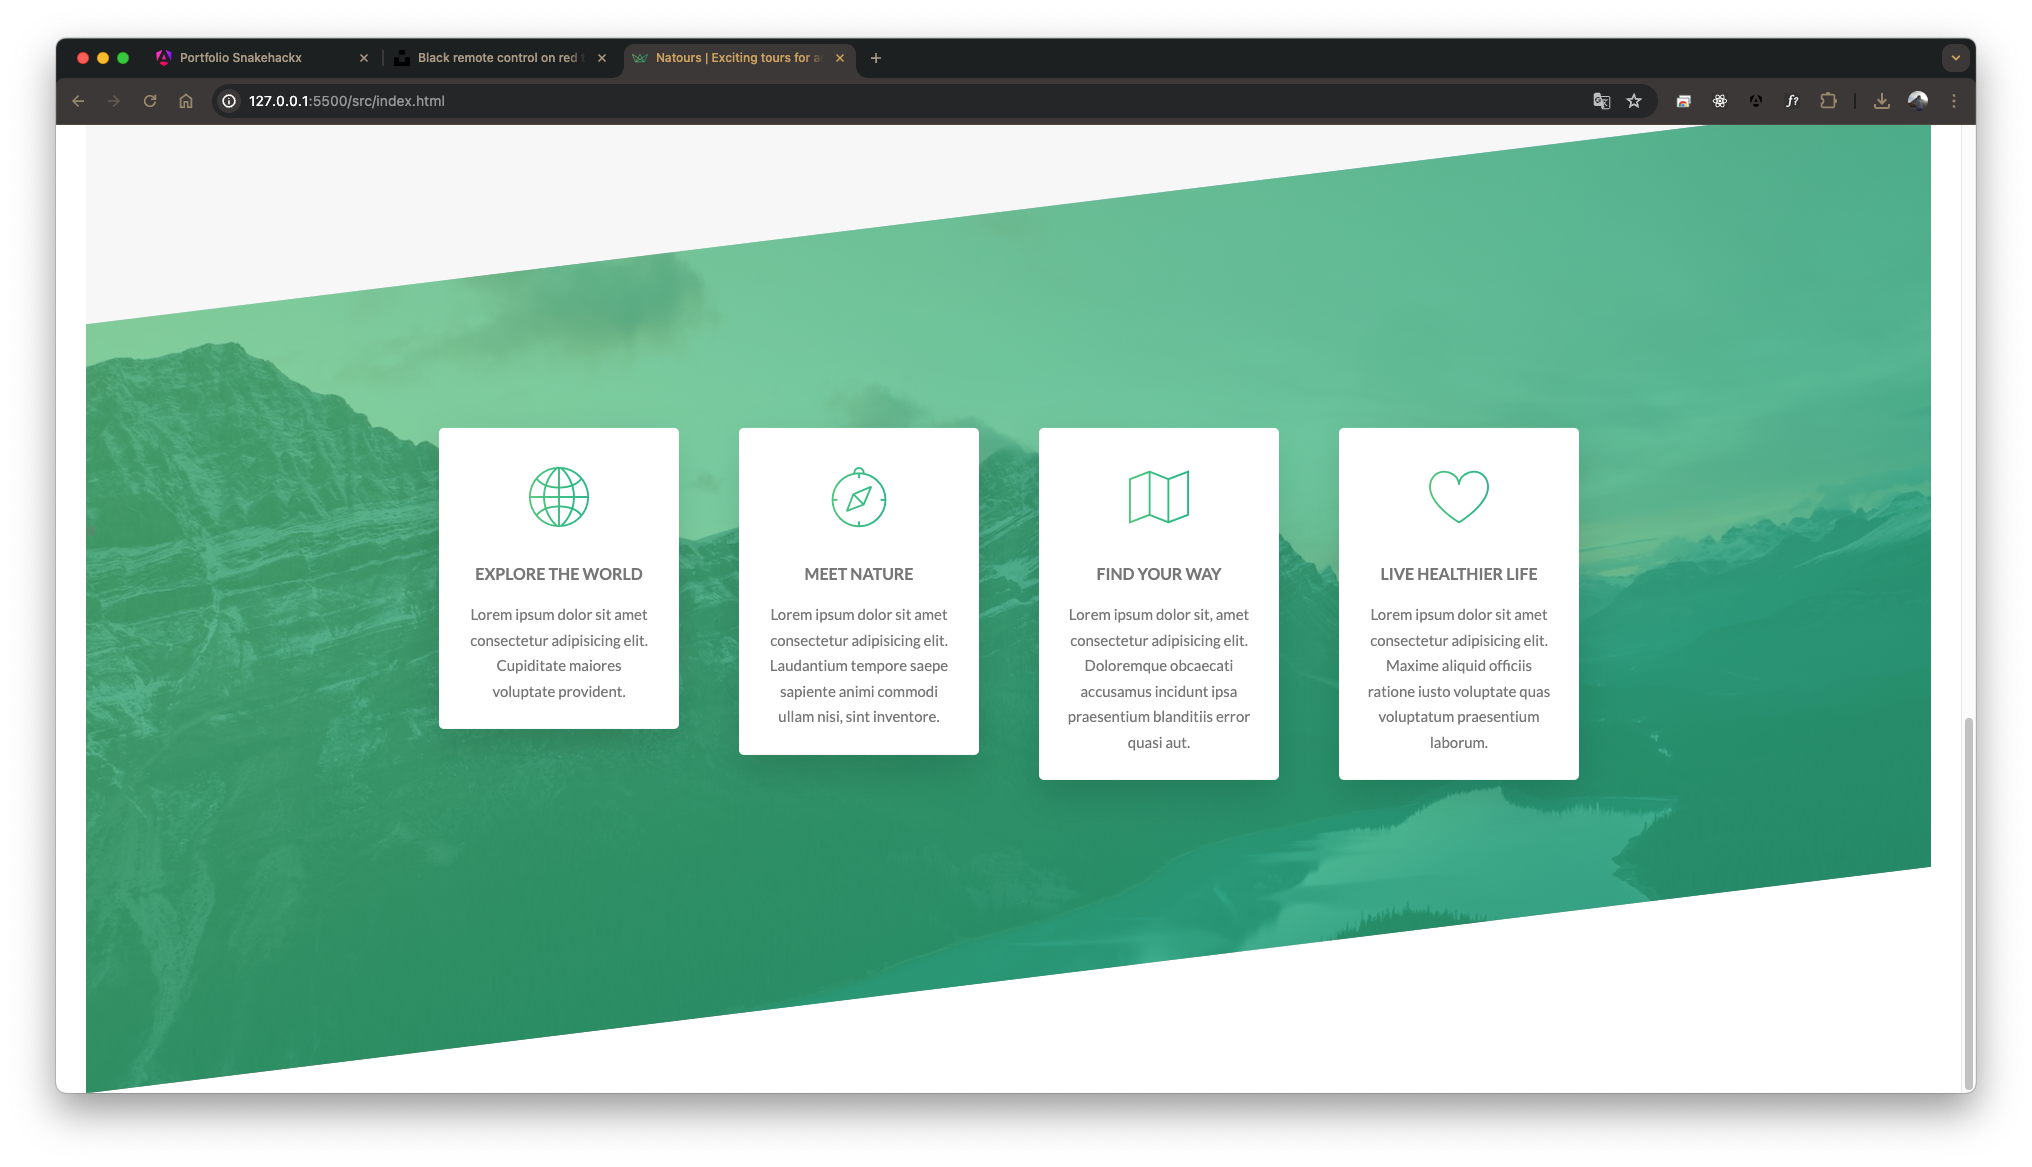 Portfolio Snakehackx
Black remote control on red
Natours | Exciting tours for a
127.0.0.1:5500/src/index.html
f?
EXPLORE THE WORLD
Lorem ipsum dolor sit amet
consectetur adipisicing elit.
Cupiditate maiores
voluptate provident.
MEET NATURE
Lorem ipsum dolor sit amet
consectetur adipisicing elit.
Laudantium tempore saepe
sapiente animi commodi
ullam nisi, sint inventore.
FIND YOUR WAY
Lorem ipsum dolor sit, amet
consectetur adipisicing elit.
Doloremque obcaecati
accusamus incidunt ipsa
praesentium blanditiis error
quasi aut.
LIVE HEALTHIER LIFE
Lorem ipsum dolor sit amet
consectetur adipisicing elit.
Maxime aliquid officiis
ratione iusto voluptate quas
voluptatum praesentium
laborum.